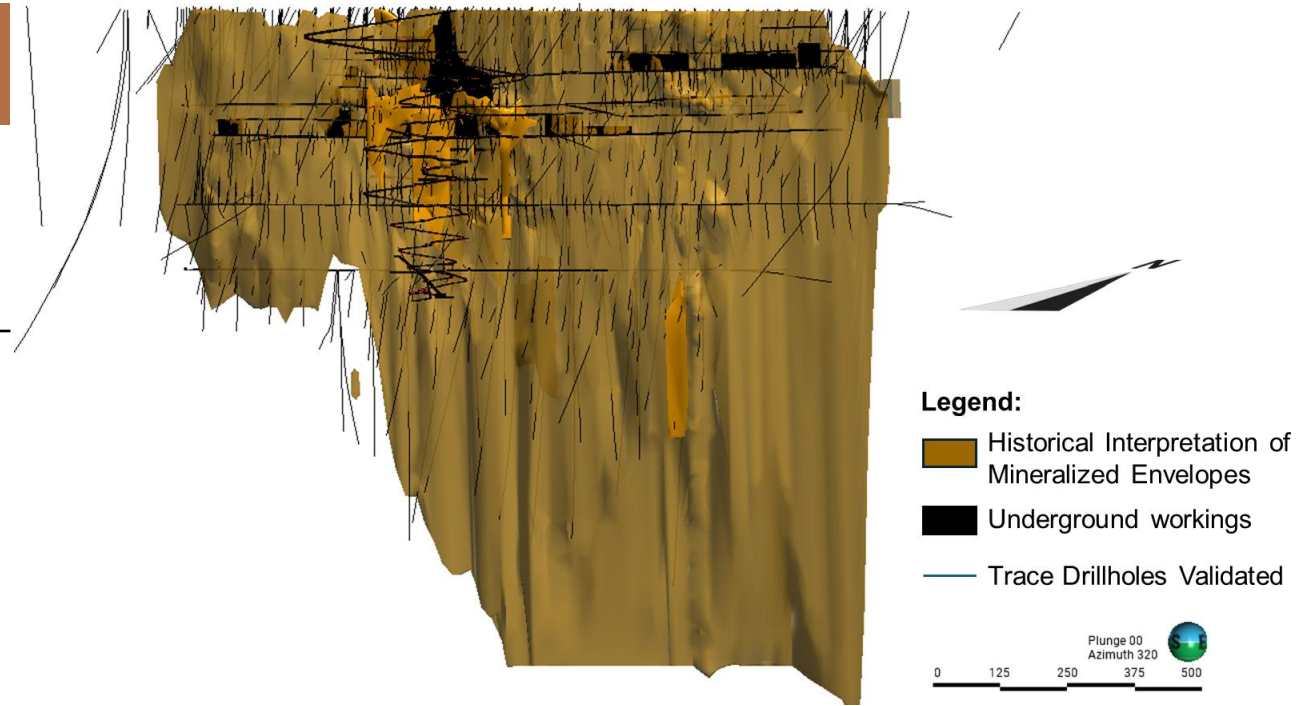 Legend:
Historical Interpretation of
Mineralized Envelopes
Underground workings
Trace Drillholes Validated
Plunge 00
Azimuth 320
S E
0 125 250 375 500
N